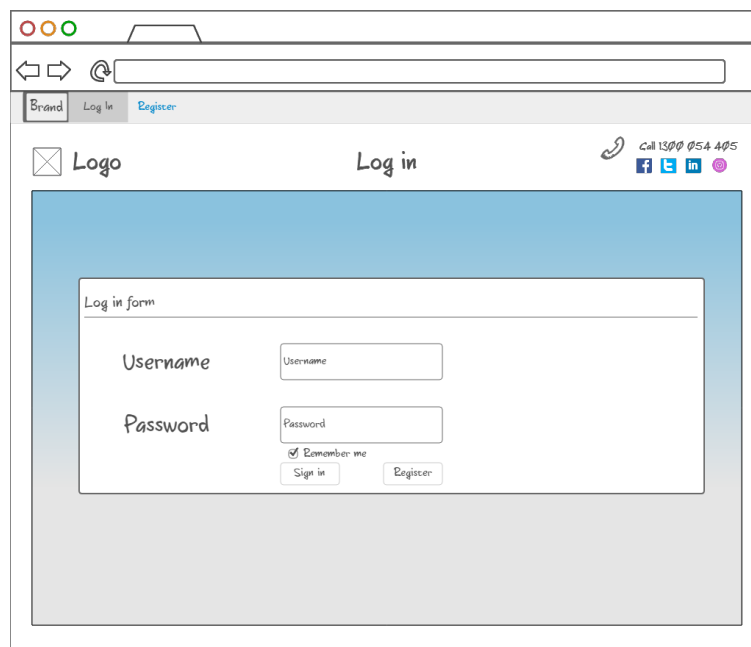 Brand Log In Register
Logo
Log in
Call 1300 054 405
Log in form
Username Username
Password Password
Remember me
Sign in Register